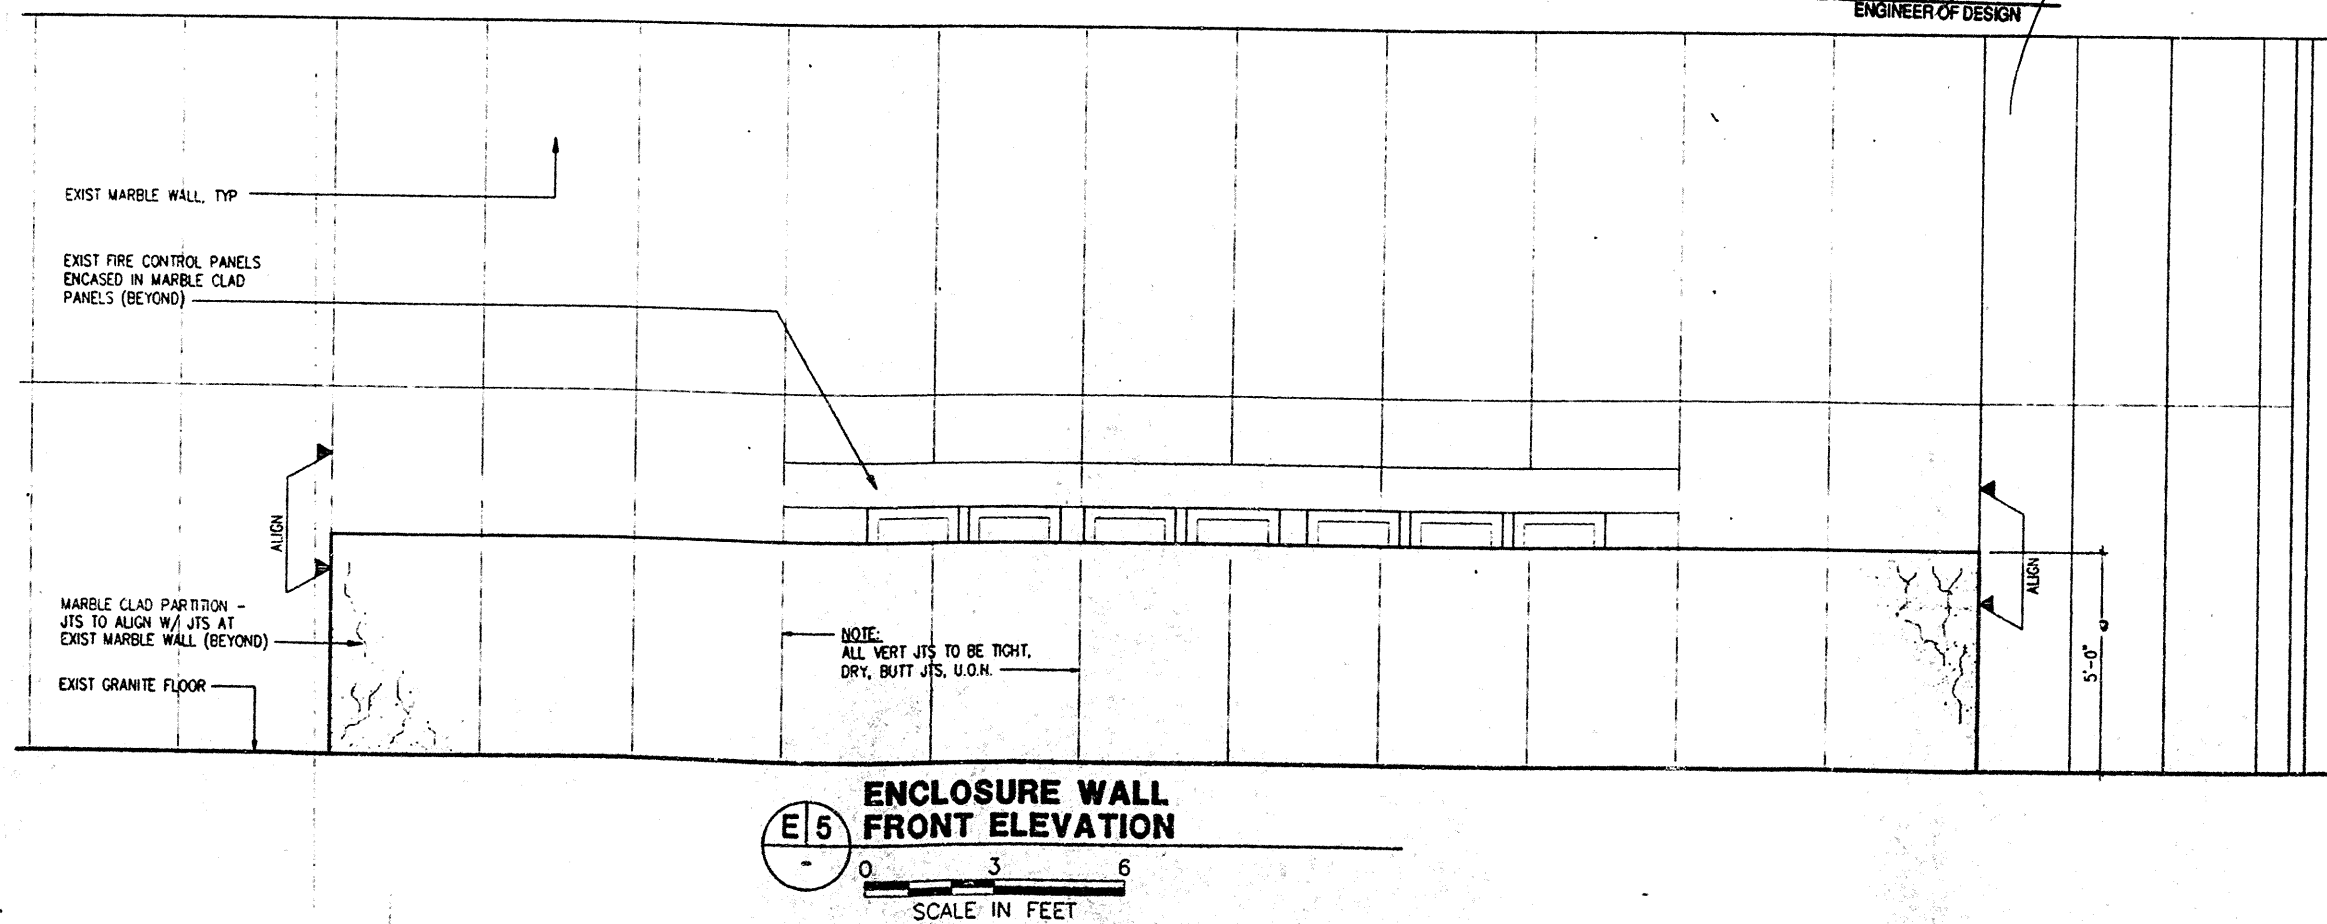 ENGINEER OF DESIGN
EXIST MARBLE WALL, TYP
EXIST FIRE CONTROL PANELS
ENCASED IN MARBLE CLAD
PANELS (BEYOND)
ALIGN
ALIGN
MARBLE CLAD PARTITION -
JTS TO ALIGN W/ JTS AT
EXIST MARBLE WALL (BEYOND)
EXIST GRANITE FLOOR
NOTE:
ALL VERT JTS TO BE TIGHT,
DRY, BUTT JTS, U.O.N.
5'-0"
E 5
-
ENCLOSURE WALL
FRONT ELEVATION
0 3 6
SCALE IN FEET